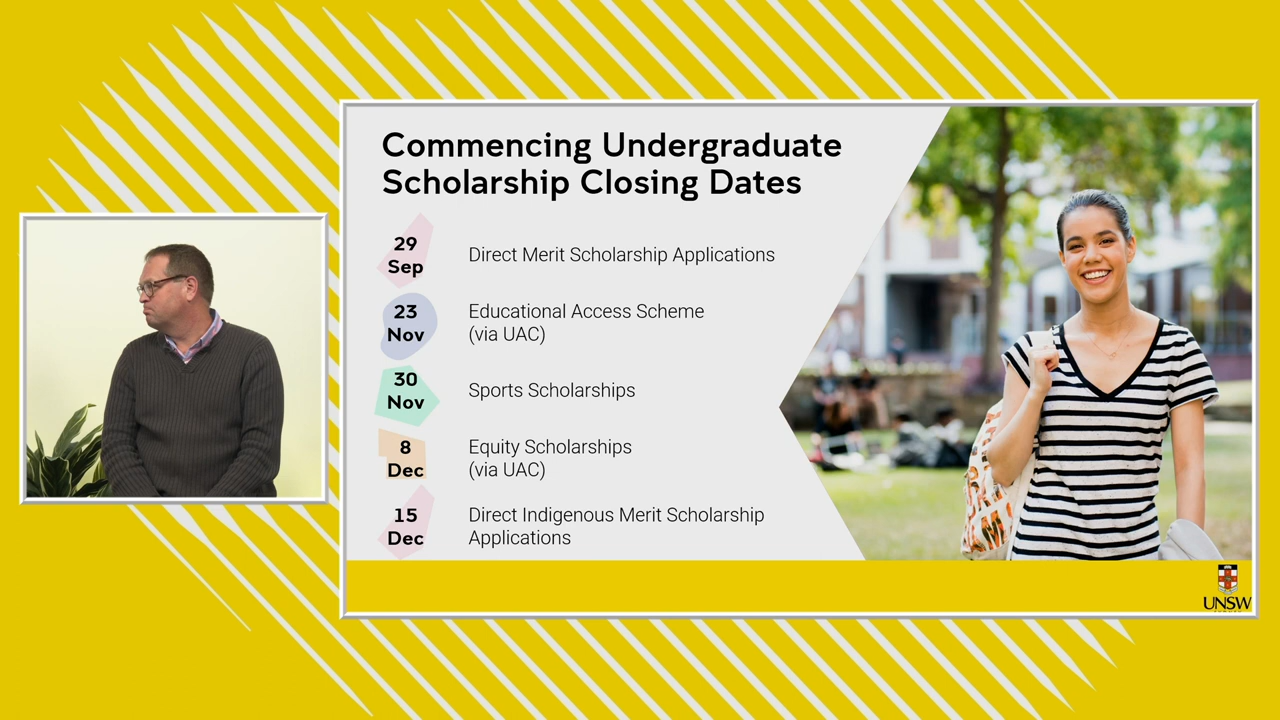 Commencing Undergraduate
Scholarship Closing Dates
29
Sep
Direct Merit Scholarship Applications
23
Nov
Educational Access Scheme
(via UAC)
30
Nov
Sports Scholarships
8
Dec
Equity Scholarships
(via UAC)
15
Dec
Direct Indigenous Merit Scholarship
Applications
UNSW